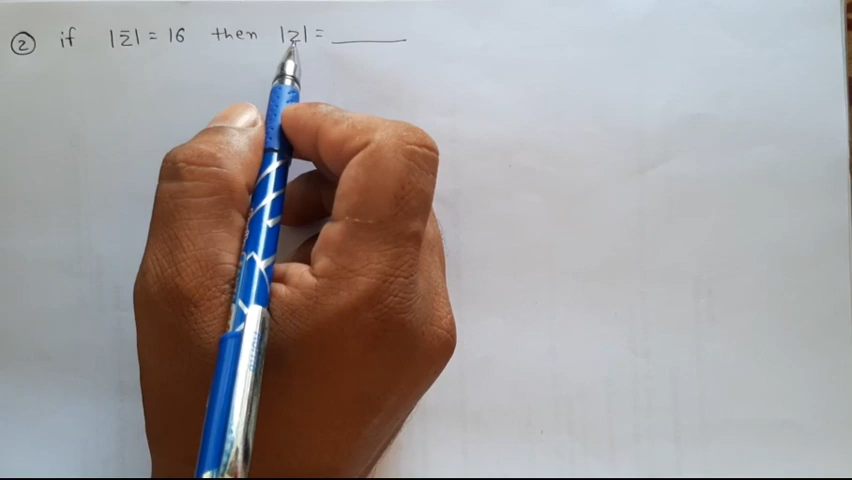 ② if |z̄| = 16 then |z| = ______